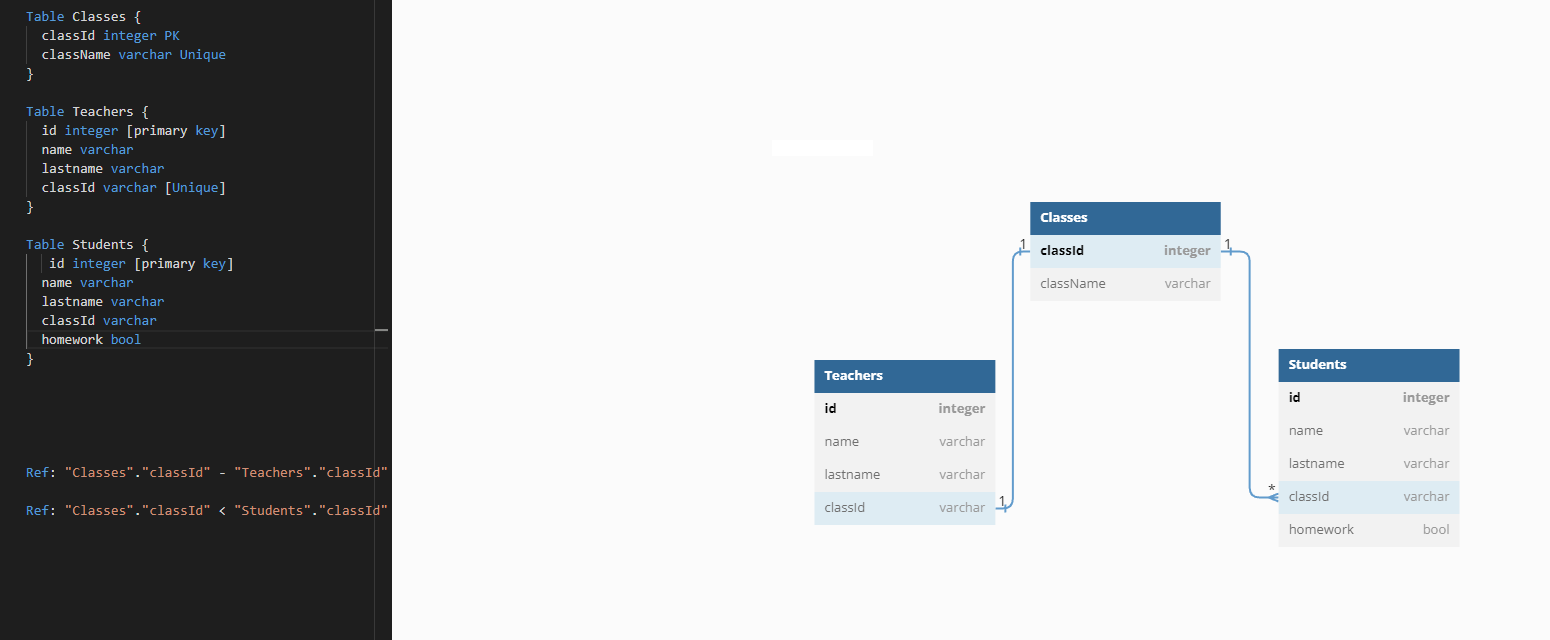 Table Classes {
classId integer PK
className varchar Unique
}
Table Teachers {
id integer [primary key]
name varchar
lastname varchar
classId varchar [Unique]
}
Table Students {
id integer [primary key]
name varchar
lastname varchar
classId varchar
homework bool
}
Ref: "Classes"."classId" - "Teachers"."classId"
Ref: "Classes"."classId" < "Students"."classId"
Classes
1 classId integer 1
className varchar
Teachers
id integer
name varchar
lastname varchar
classId varchar 1
Students
id integer
name varchar
lastname varchar
* classId varchar
homework bool